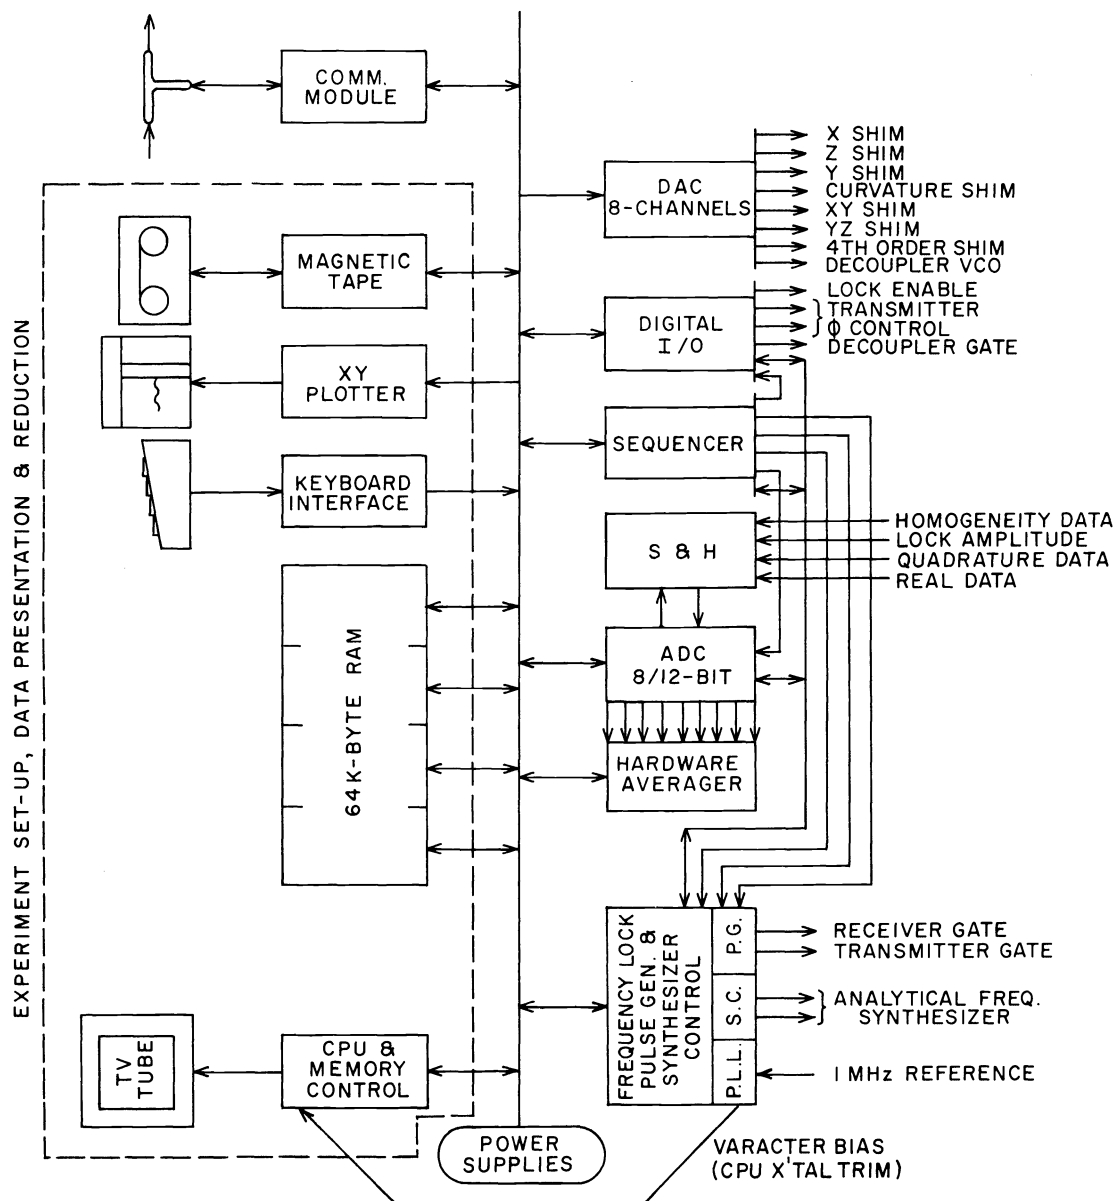 COMM.
MODULE
X SHIM
Z SHIM
Y SHIM
CURVATURE SHIM
XY SHIM
YZ SHIM
4TH ORDER SHIM
DECOUPLER VCO
DAC
8-CHANNELS
MAGNETIC
TAPE
LOCK ENABLE
TRANSMITTER
ϕ CONTROL
DECOUPLER GATE
DIGITAL
I/O
XY
PLOTTER
SEQUENCER
KEYBOARD
INTERFACE
HOMOGENEITY DATA
LOCK AMPLITUDE
QUADRATURE DATA
REAL DATA
S & H
ADC
8/12-BIT
64K-BYTE RAM
HARDWARE
AVERAGER
EXPERIMENT SET-UP, DATA PRESENTATION & REDUCTION
FREQUENCY LOCK
PULSE GEN. &
SYNTHESIZER
CONTROL
P.G.
S.C.
P.L.L.
RECEIVER GATE
TRANSMITTER GATE
ANALYTICAL FREQ.
SYNTHESIZER
1 MHz REFERENCE
TV
TUBE
CPU &
MEMORY
CONTROL
POWER
SUPPLIES
VARACTER BIAS
(CPU X'TAL TRIM)